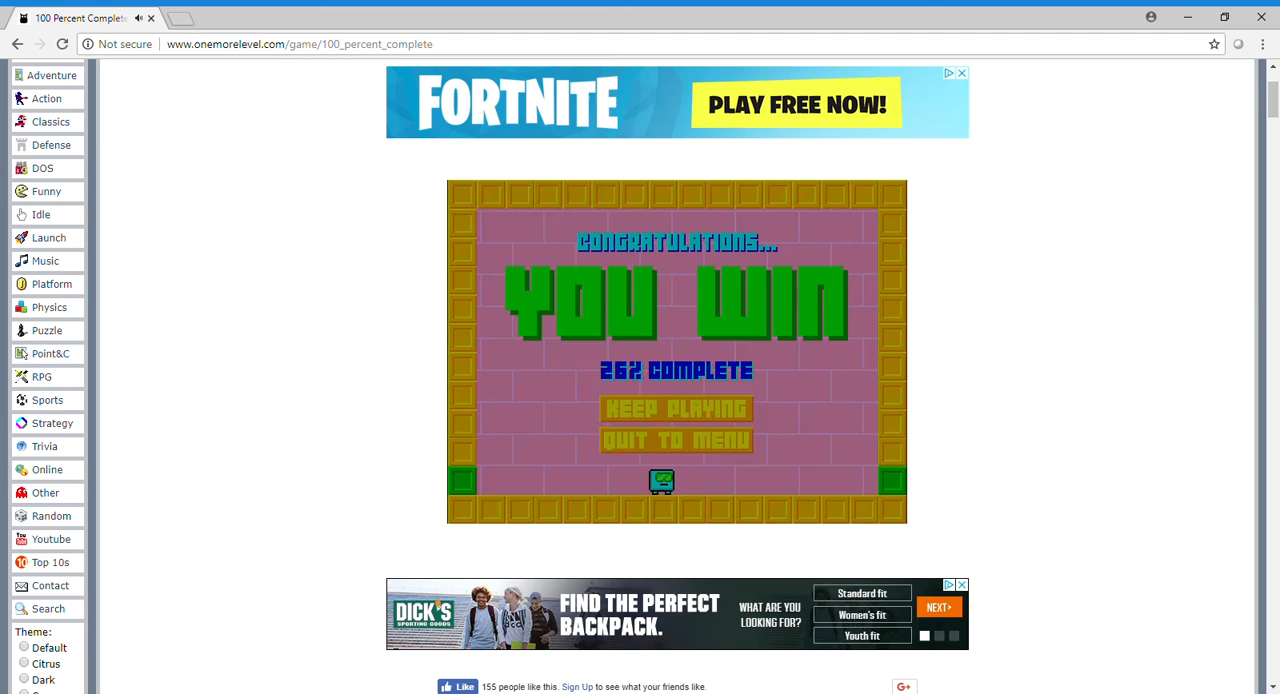 100 Percent Complete
Not secure
www.onemorelevel.com/game/100_percent_complete
Adventure
Action
Classics
Defense
DOS
Funny
Idle
Launch
Music
Platform
Physics
Puzzle
Point&C
RPG
Sports
Strategy
Trivia
Online
Other
Random
Youtube
Top 10s
Contact
Search
Theme:
Default
Citrus
Dark
FORTNITE
PLAY FREE NOW!
CONGRATULATIONS...
YOU WIN
26% COMPLETE
KEEP PLAYING
QUIT TO MENU
DICK'S
SPORTING GOODS
FIND THE PERFECT
BACKPACK.
WHAT ARE YOU
LOOKING FOR?
Standard fit
Women's fit
Youth fit
NEXT
Like
155 people like this. Sign Up to see what your friends like.
G+